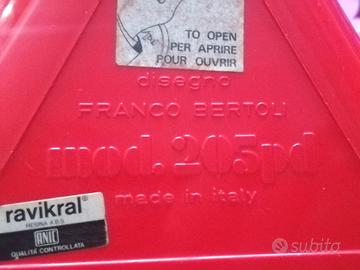 TO OPEN
PER APRIRE
POUR OUVRIR
disegno
FRANCO BERTOLI
mod.205pd
made in italy
ravikral®
RESINA ABS
ANIC
QUALITÀ CONTROLLATA
subito